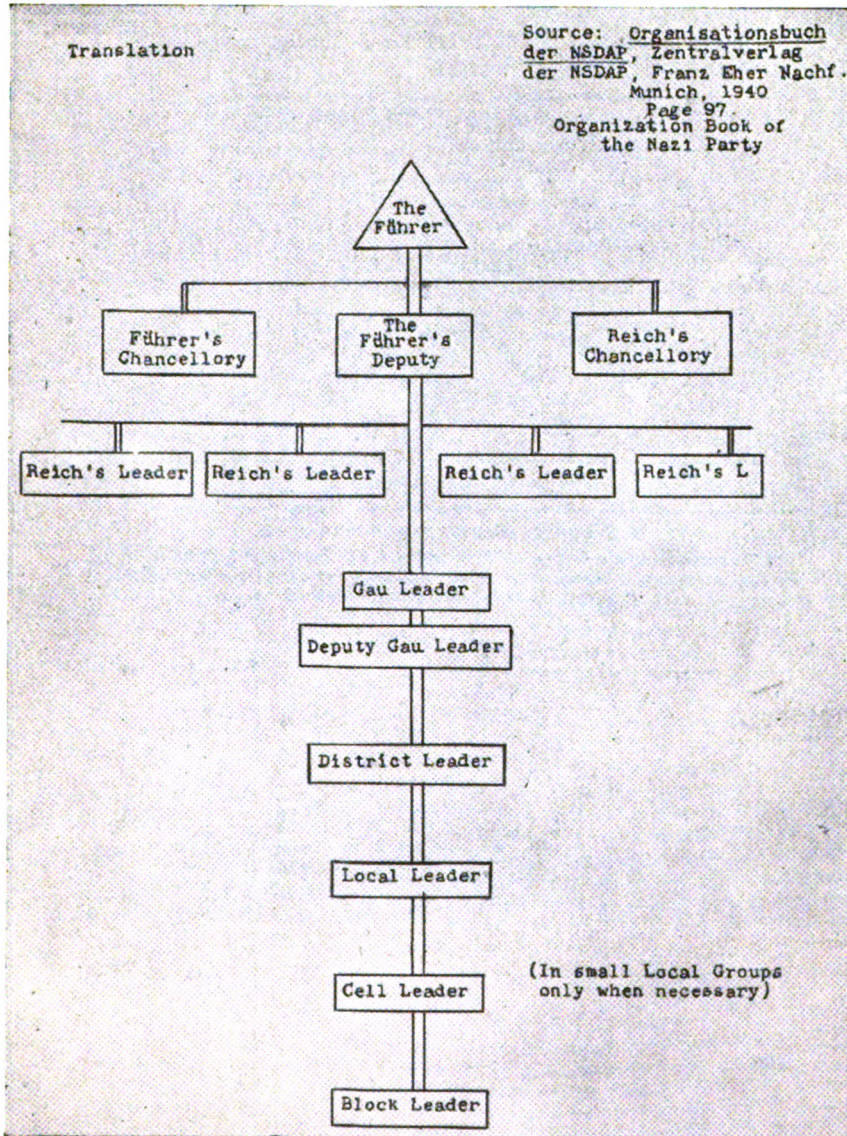 Translation
Source: Organisationsbuch
der NSDAP, Zentralverlag
der NSDAP, Franz Eher Nachf.
Munich, 1940
Page 97.
Organization Book of
the Nazi Party
The
Führer
Führer's
Chancellory
The
Führer's
Deputy
Reich's
Chancellory
Reich's Leader
Reich's Leader
Reich's Leader
Reich's L
Gau Leader
Deputy Gau Leader
District Leader
Local Leader
Cell Leader
(In small Local Groups
only when necessary)
Block Leader